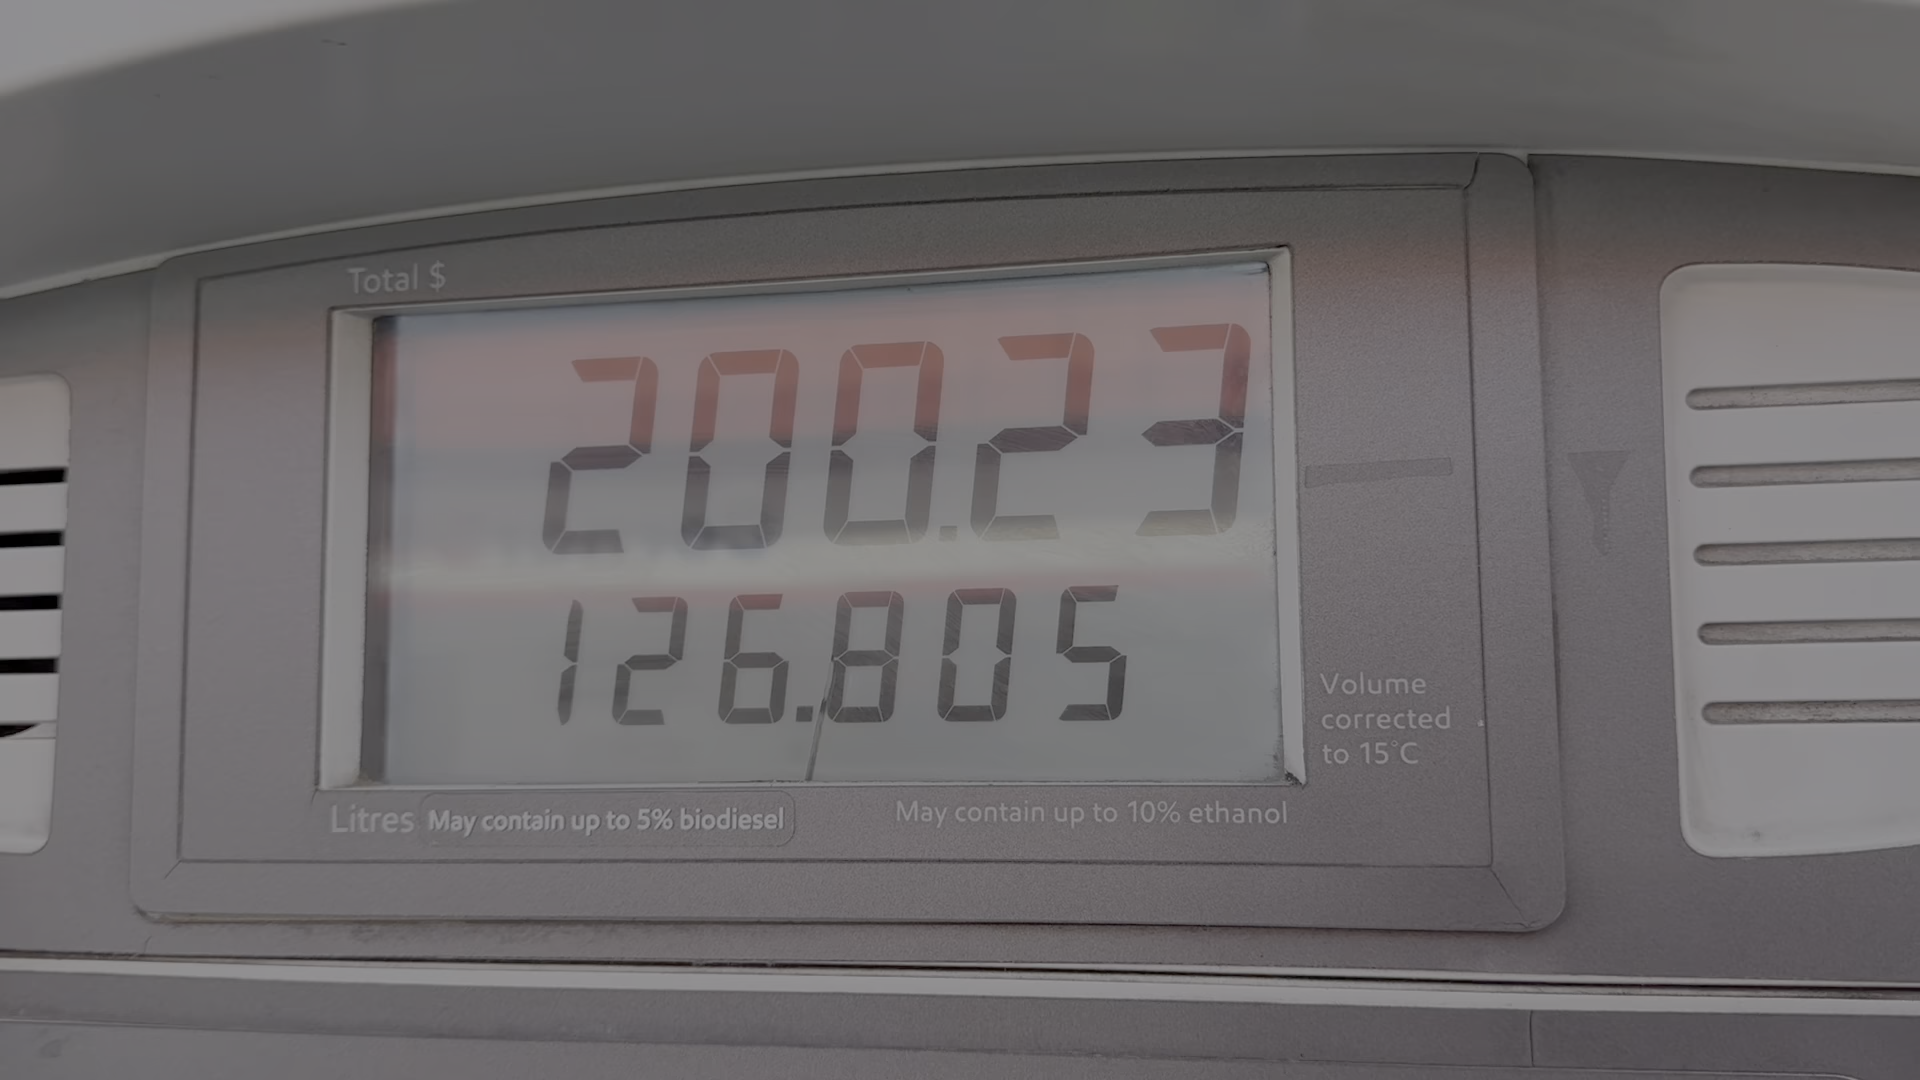 Total $
200.23
126.805
Volume
corrected
to 15°C
Litres May contain up to 5% biodiesel May contain up to 10% ethanol